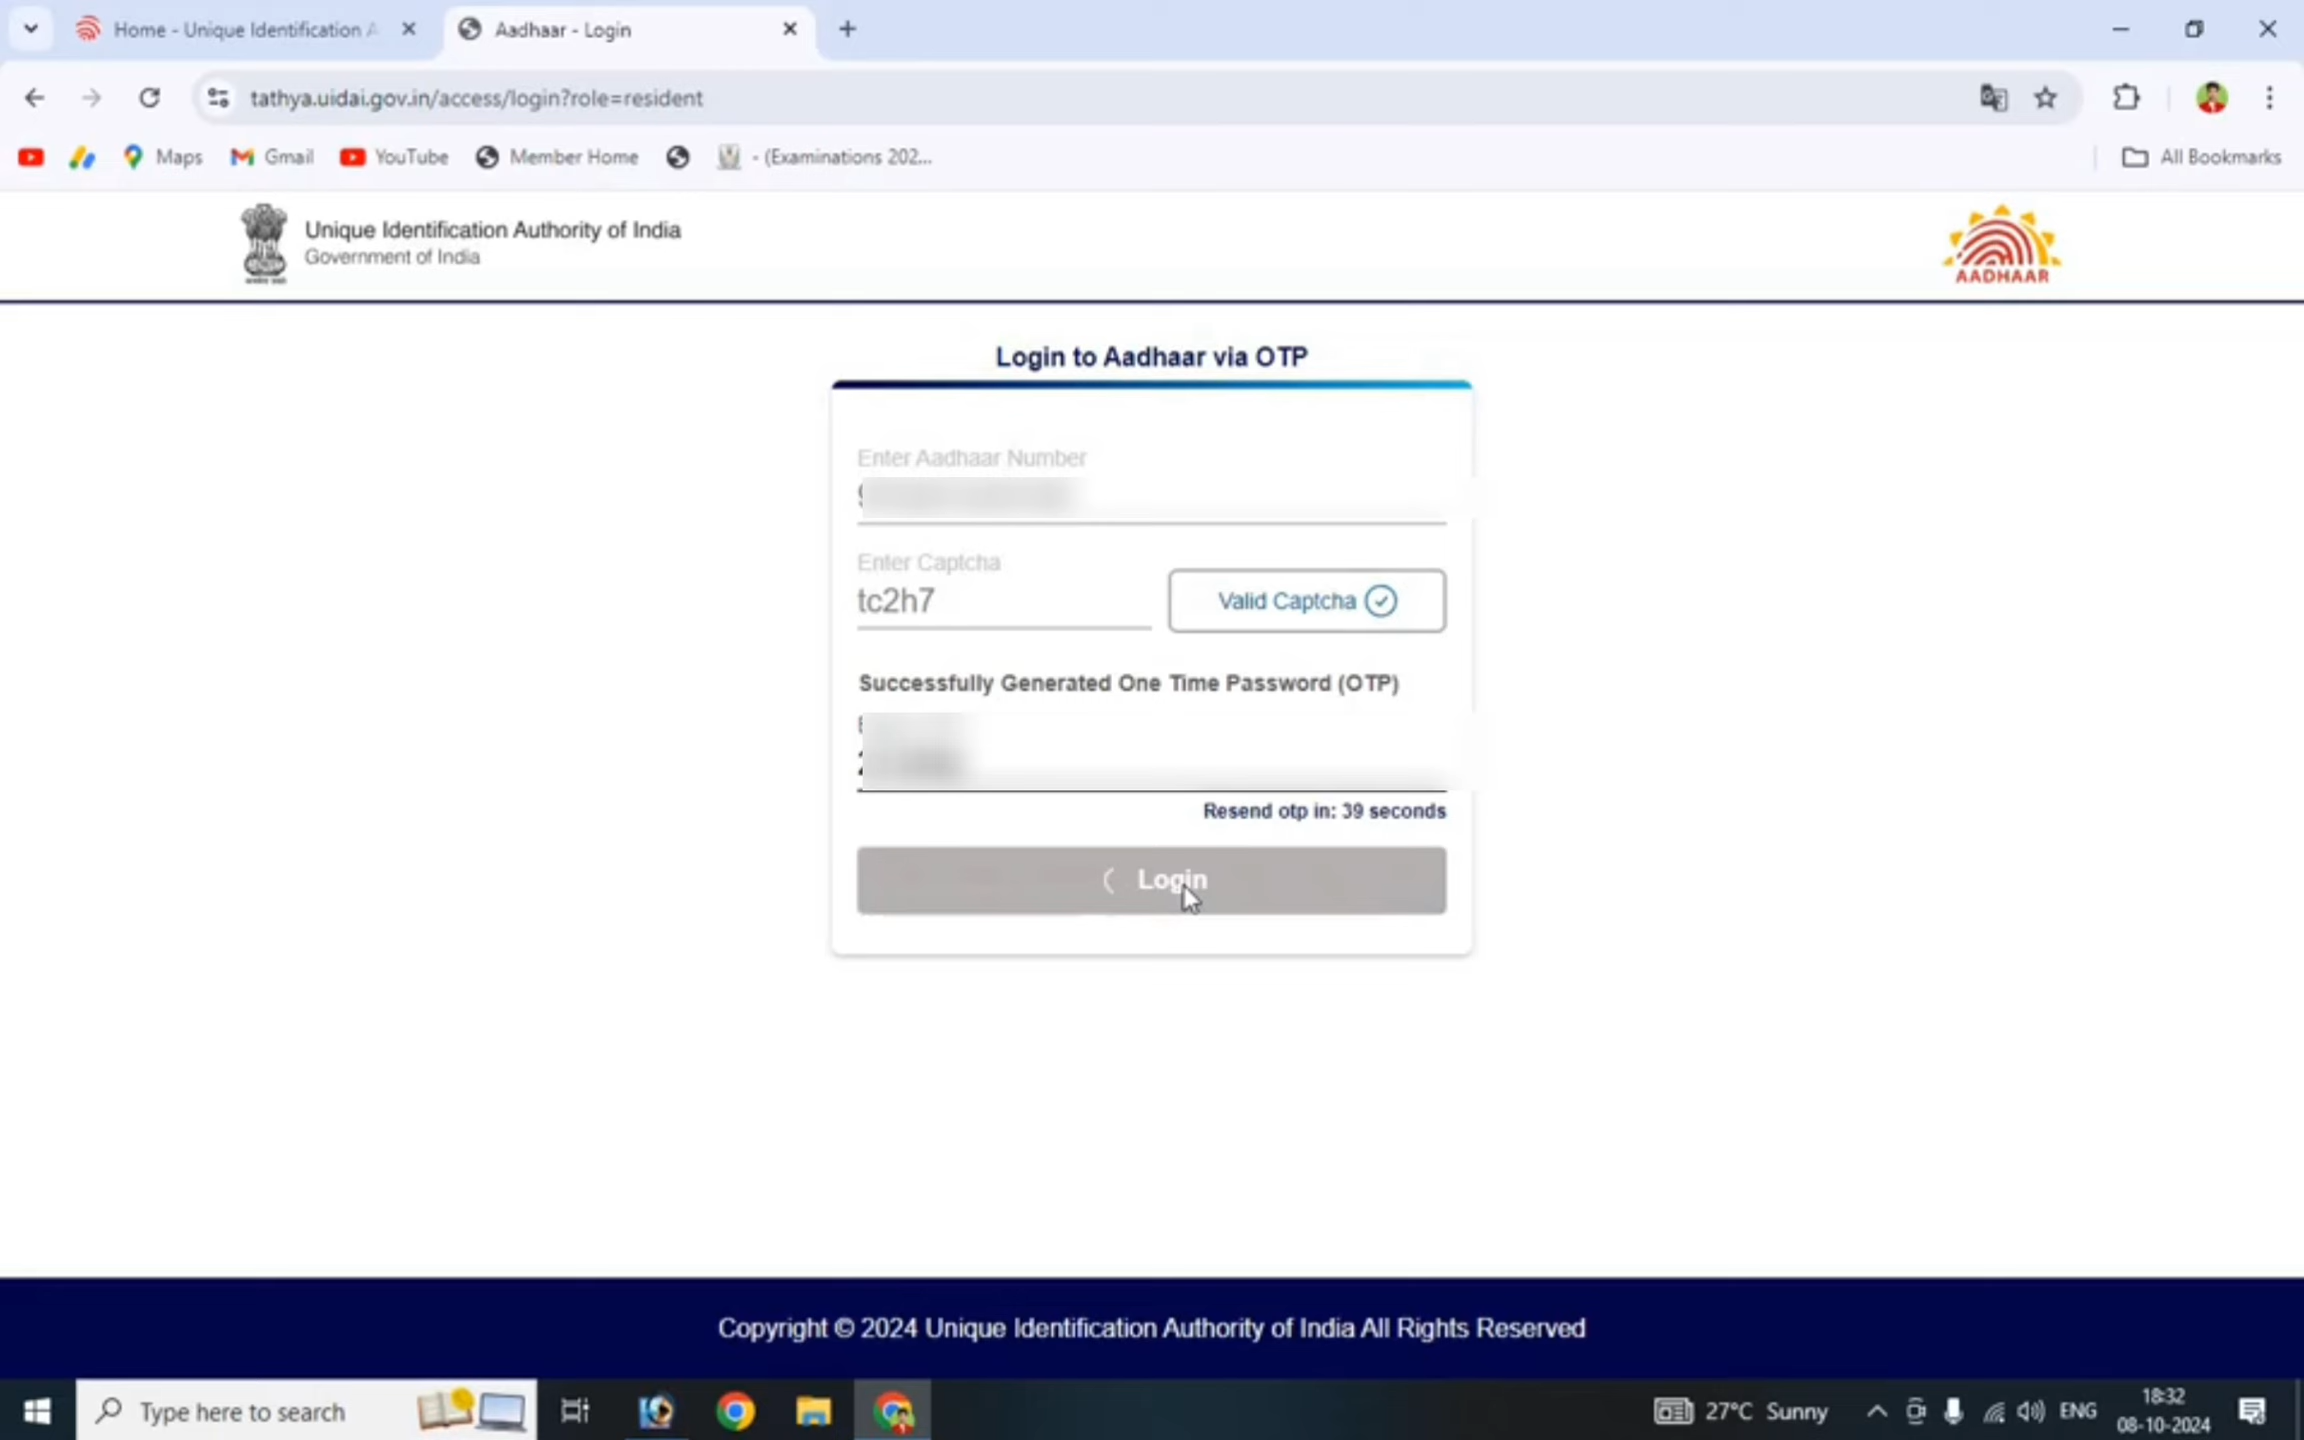 Home - Unique Identification A
Aadhaar - Login
tathya.uidai.gov.in/access/login?role=resident
Maps
Gmail
YouTube
Member Home
- (Examinations 202...
All Bookmarks
Unique Identification Authority of India
Government of India
AADHAAR
Login to Aadhaar via OTP
Enter Aadhaar Number
Enter Captcha
tc2h7
Valid Captcha
Successfully Generated One Time Password (OTP)
Resend otp in: 39 seconds
Login
Copyright © 2024 Unique Identification Authority of India All Rights Reserved
Type here to search
27°C Sunny
ENG
18:32
08-10-2024